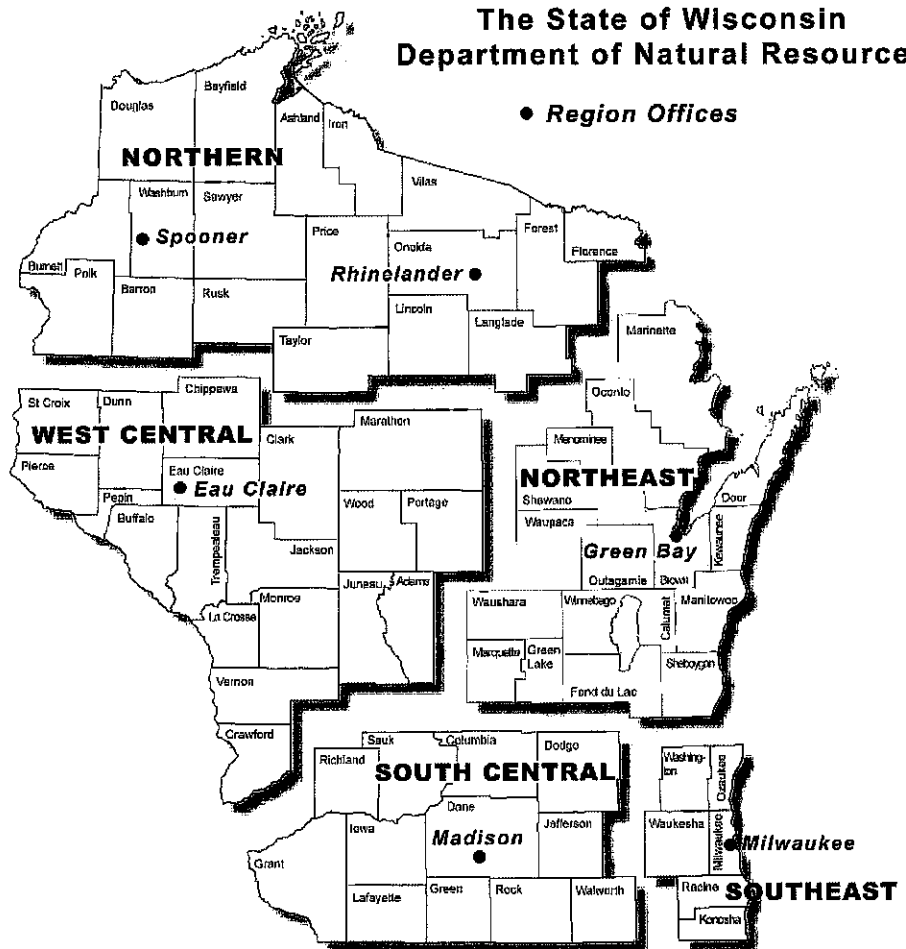 The State of Wisconsin
Department of Natural Resource
Region Offices
Bayfield
Douglas
Ashland
Iron
NORTHERN
Vilas
Washburn
Sawyer
Forest
Price
Spooner
Oneida
Florence
Burnett
Polk
Rhinelander
Barron
Rusk
Lincoln
Langlade
Taylor
Marinette
Chippewa
St Croix
Dunn
Oconto
Marathon
WEST CENTRAL
Clark
Menominee
Pierce
Eau Claire
NORTHEAST
Eau Claire
Pepin
Wood
Portage
Shawano
Door
Buffalo
Waupaca
Trempealeau
Kewaunee
Jackson
Green Bay
Juneau
Adams
Outagamie
Brown
Monroe
Waushara
Winnebago
Calumet
Manitowoc
La Crosse
Marquette
Green
Lake
Sheboygan
Vernon
Fond du Lac
Crawford
Sauk
Columbia
Dodge
Richland
Washing-
ton
Ozaukee
SOUTH CENTRAL
Dane
Iowa
Jefferson
Waukesha
Milwaukee
Madison
Milwaukee
Grant
Lafayette
Green
Rock
Walworth
Racine
SOUTHEAST
Kenosha